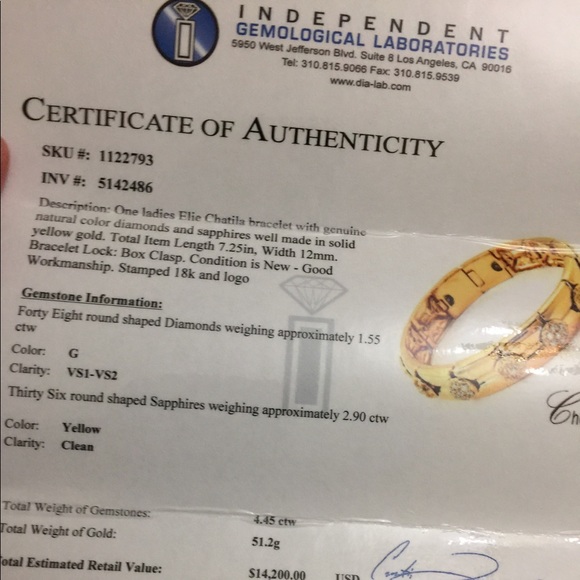 INDEPENDENT
GEMOLOGICAL LABORATORIES
5950 West Jefferson Blvd. Suite 8 Los Angeles, CA 90016
Tel: 310.815.9066 Fax: 310.815.9539
www.dia-lab.com
CERTIFICATE OF AUTHENTICITY
SKU #: 1122793
INV #: 5142486
Description: One ladies Elie Chatila bracelet with genuine
natural color diamonds and sapphires well made in solid
yellow gold. Total Item Length 7.25in, Width 12mm.
Bracelet Lock: Box Clasp. Condition is New - Good
Workmanship. Stamped 18k and logo
Gemstone Information:
Forty Eight round shaped Diamonds weighing approximately 1.55
ctw
Color: G
Clarity: VS1-VS2
Thirty Six round shaped Sapphires weighing approximately 2.90 ctw
Color: Yellow
Clarity: Clean
Total Weight of Gemstones: 4.45 ctw
Total Weight of Gold: 51.2g
Total Estimated Retail Value: $14,200.00 USD